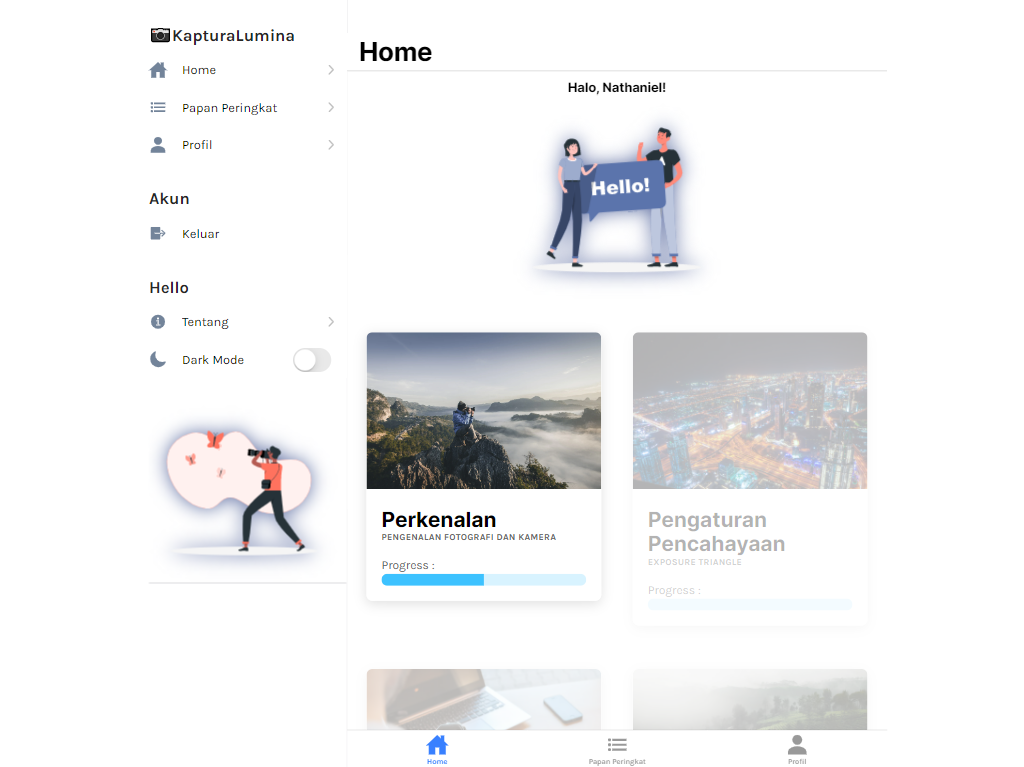 KapturaLumina
Home
Papan Peringkat
Profil
Akun
Keluar
Hello
Tentang
Dark Mode
Home
Halo, Nathaniel!
Hello!
Perkenalan
PENGENALAN FOTOGRAFI DAN KAMERA
Progress :
Pengaturan
Pencahayaan
EXPOSURE TRIANGLE
Progress :
Home
Papan Peringkat
Profil